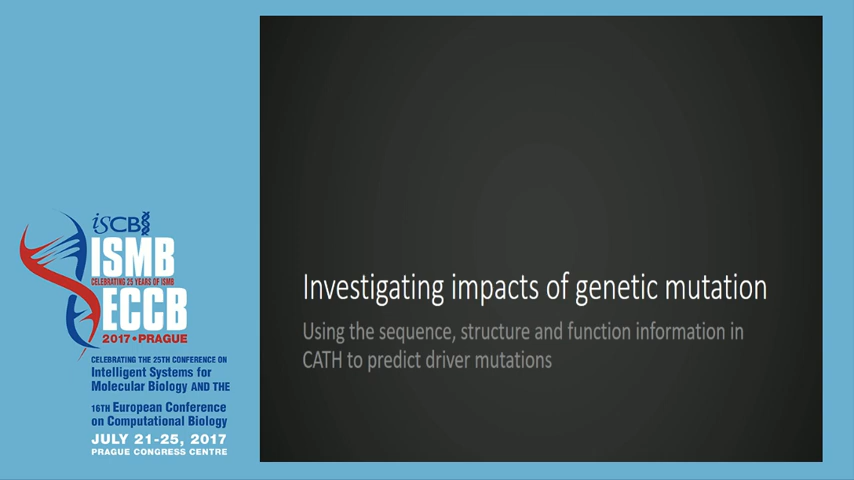 Investigating impacts of genetic mutation
Using the sequence, structure and function information in
CATH to predict driver mutations
iSCB
ISMB
CELEBRATING 25 YEARS OF ISMB
ECCB
2017 • PRAGUE
CELEBRATING THE 25TH CONFERENCE ON
Intelligent Systems for
Molecular Biology AND THE
16TH European Conference
on Computational Biology
JULY 21-25, 2017
PRAGUE CONGRESS CENTRE